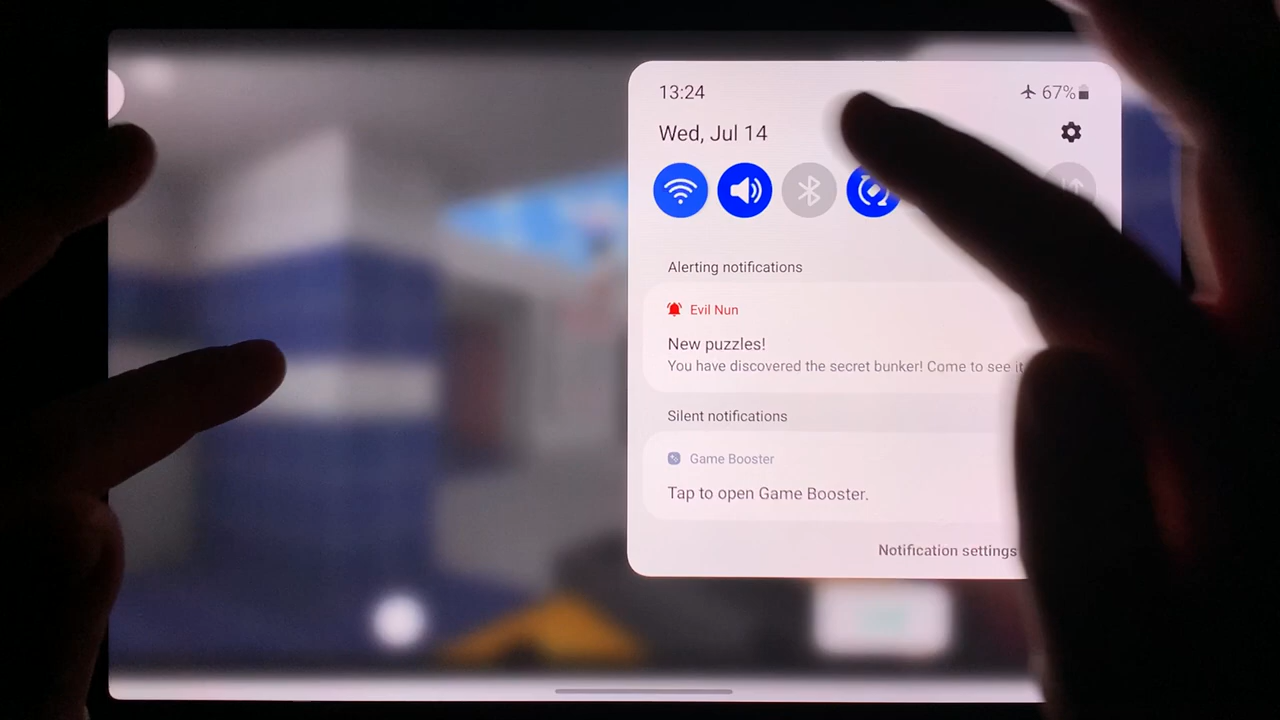 13:24
67%
Wed, Jul 14
Alerting notifications
Evil Nun
New puzzles!
You have discovered the secret bunker! Come to see it
Silent notifications
Game Booster
Tap to open Game Booster.
Notification settings